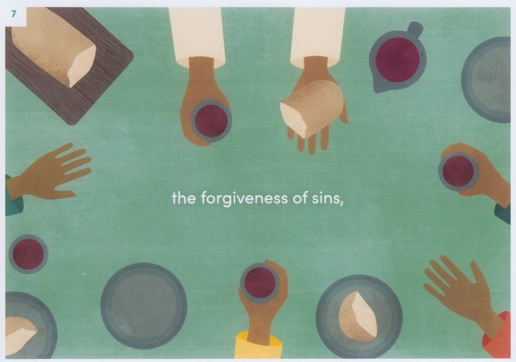 7
the forgiveness of sins,